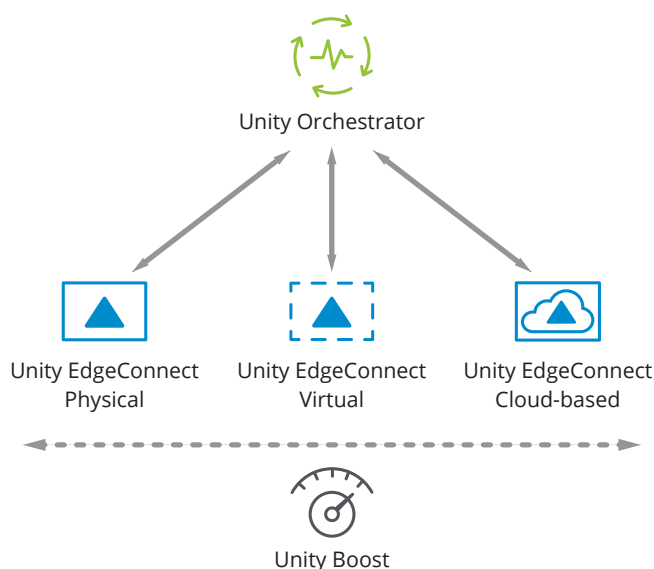 Unity Orchestrator
Unity EdgeConnect
Physical
Unity EdgeConnect
Virtual
Unity EdgeConnect
Cloud-based
Unity Boost